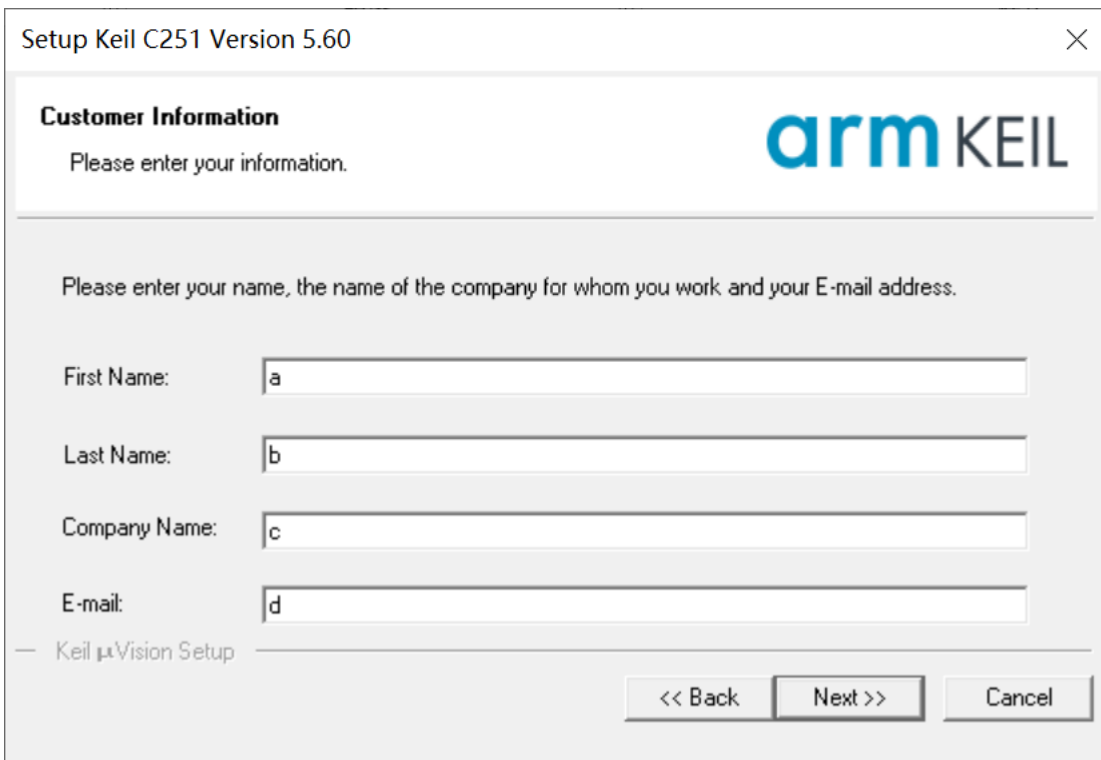 Setup Keil C251 Version 5.60
Customer Information
arm KEIL
Please enter your information.
Please enter your name, the name of the company for whom you work and your E-mail address.
First Name: a
Last Name: b
Company Name: c
E-mail: d
Keil µVision Setup
<< Back Next >> Cancel